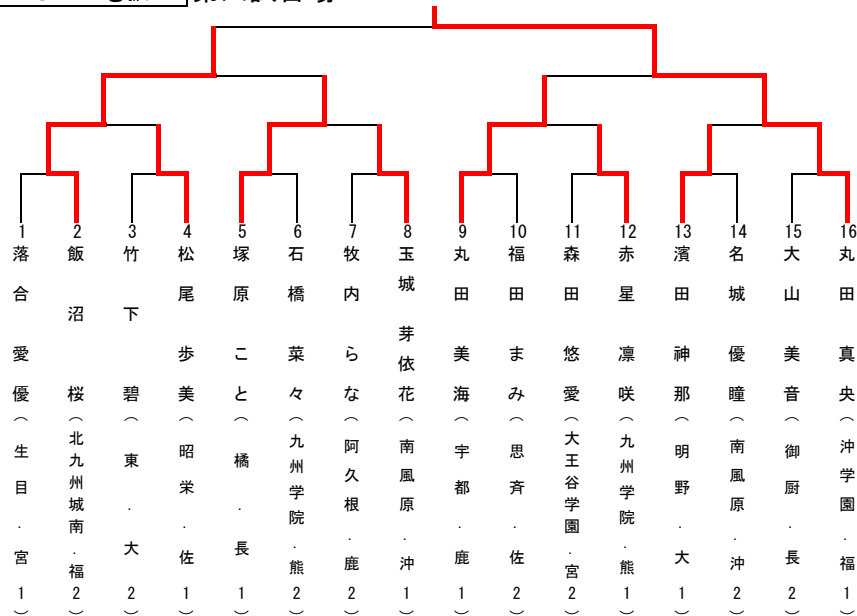 1 落合愛優（生目．宮1）
2 飯沼桜（北九州城南．福2）
3 竹下碧（東．大2）
4 松尾歩美（昭栄．佐1）
5 塚原こと（橘．長1）
6 石橋菜々（九州学院．熊2）
7 牧内らな（阿久根．鹿2）
8 玉城芽依花（南風原．沖1）
9 丸田美海（宇都．鹿1）
10 福田まみ（思斉．佐2）
11 森田悠愛（大王谷学園．宮2）
12 赤星凛咲（九州学院．熊1）
13 濱田神那（明野．大1）
14 名城優瞳（南風原．沖2）
15 大山美音（御厨．長2）
16 丸田真央（沖学園．福1）